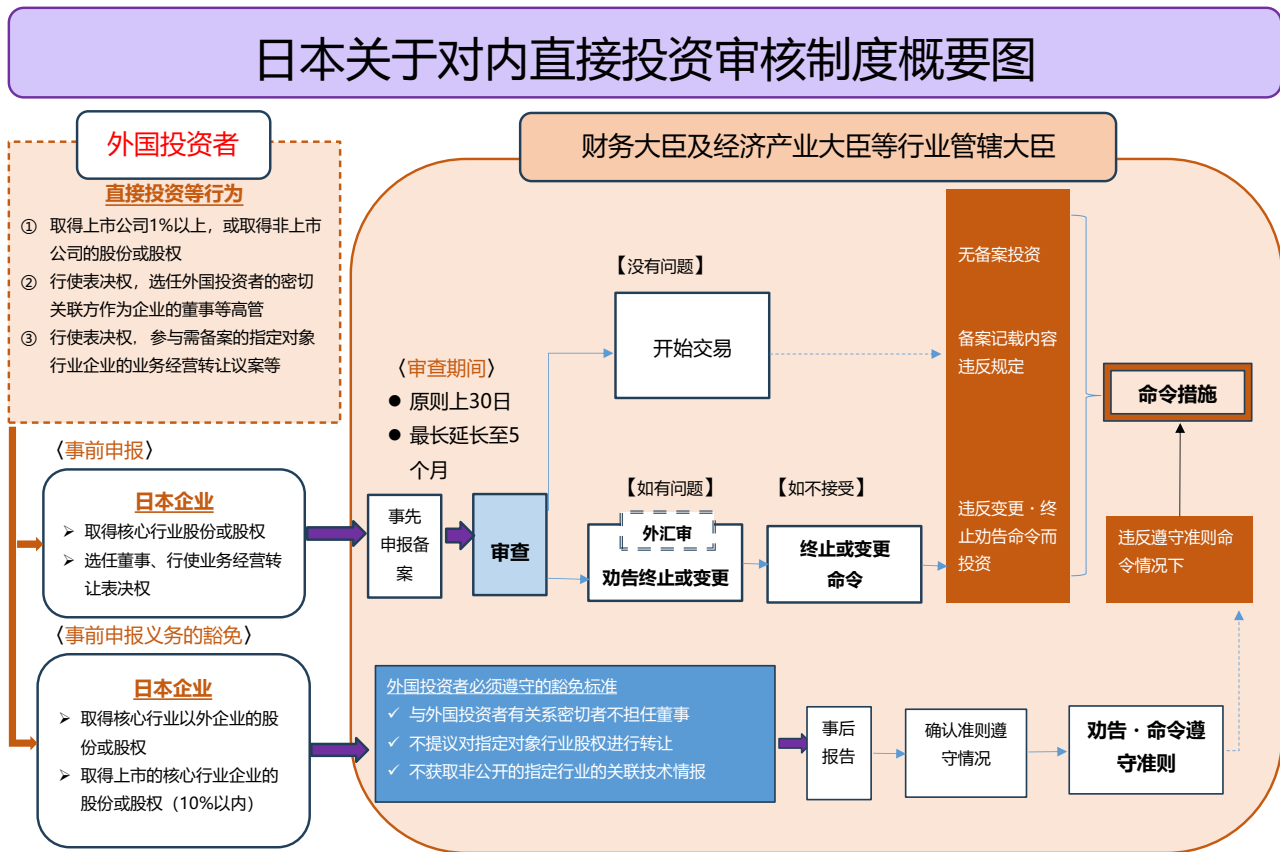 日本关于对内直接投资审核制度概要图
外国投资者
直接投资等行为
① 取得上市公司1%以上，或取得非上市
公司的股份或股权
② 行使表决权，选任外国投资者的密切
关联方作为企业的董事等高管
③ 行使表决权，参与需备案的指定对象
行业企业的业务经营转让议案等
〈事前申报〉
日本企业
➢ 取得核心行业股份或股权
➢ 选任董事、行使业务经营转
让表决权
〈事前申报义务的豁免〉
日本企业
➢ 取得核心行业以外企业的股
份或股权
➢ 取得上市的核心行业企业的
股份或股权（10%以内）
财务大臣及经济产业大臣等行业管辖大臣
〈审查期间〉
● 原则上30日
● 最长延长至5
个月
事先
申报备
案
审查
【没有问题】
开始交易
【如有问题】
外汇审
劝告终止或变更
【如不接受】
终止或变更
命令
无备案投资
备案记载内容
违反规定
违反变更・终
止劝告命令而
投资
命令措施
违反遵守准则命
令情况下
外国投资者必须遵守的豁免标准
✓ 与外国投资者有关系密切者不担任董事
✓ 不提议对指定对象行业股权进行转让
✓ 不获取非公开的指定行业的关联技术情报
事后
报告
确认准则遵
守情况
劝告・命令遵
守准则